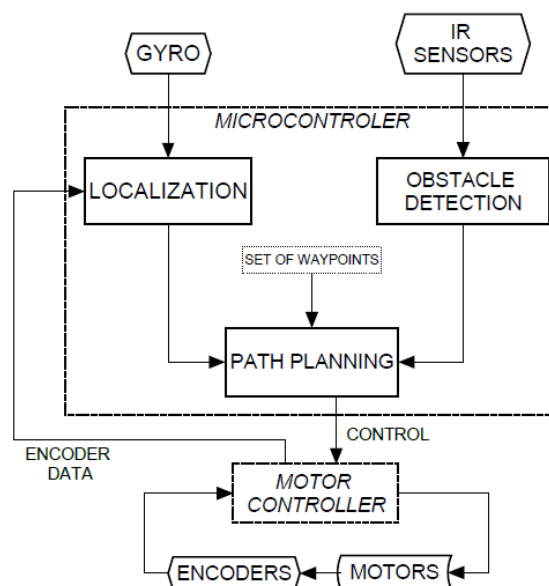 GYRO
IR
SENSORS
MICROCONTROLER
LOCALIZATION
OBSTACLE
DETECTION
SET OF WAYPOINTS
PATH PLANNING
CONTROL
ENCODER
DATA
MOTOR
CONTROLLER
ENCODERS
MOTORS